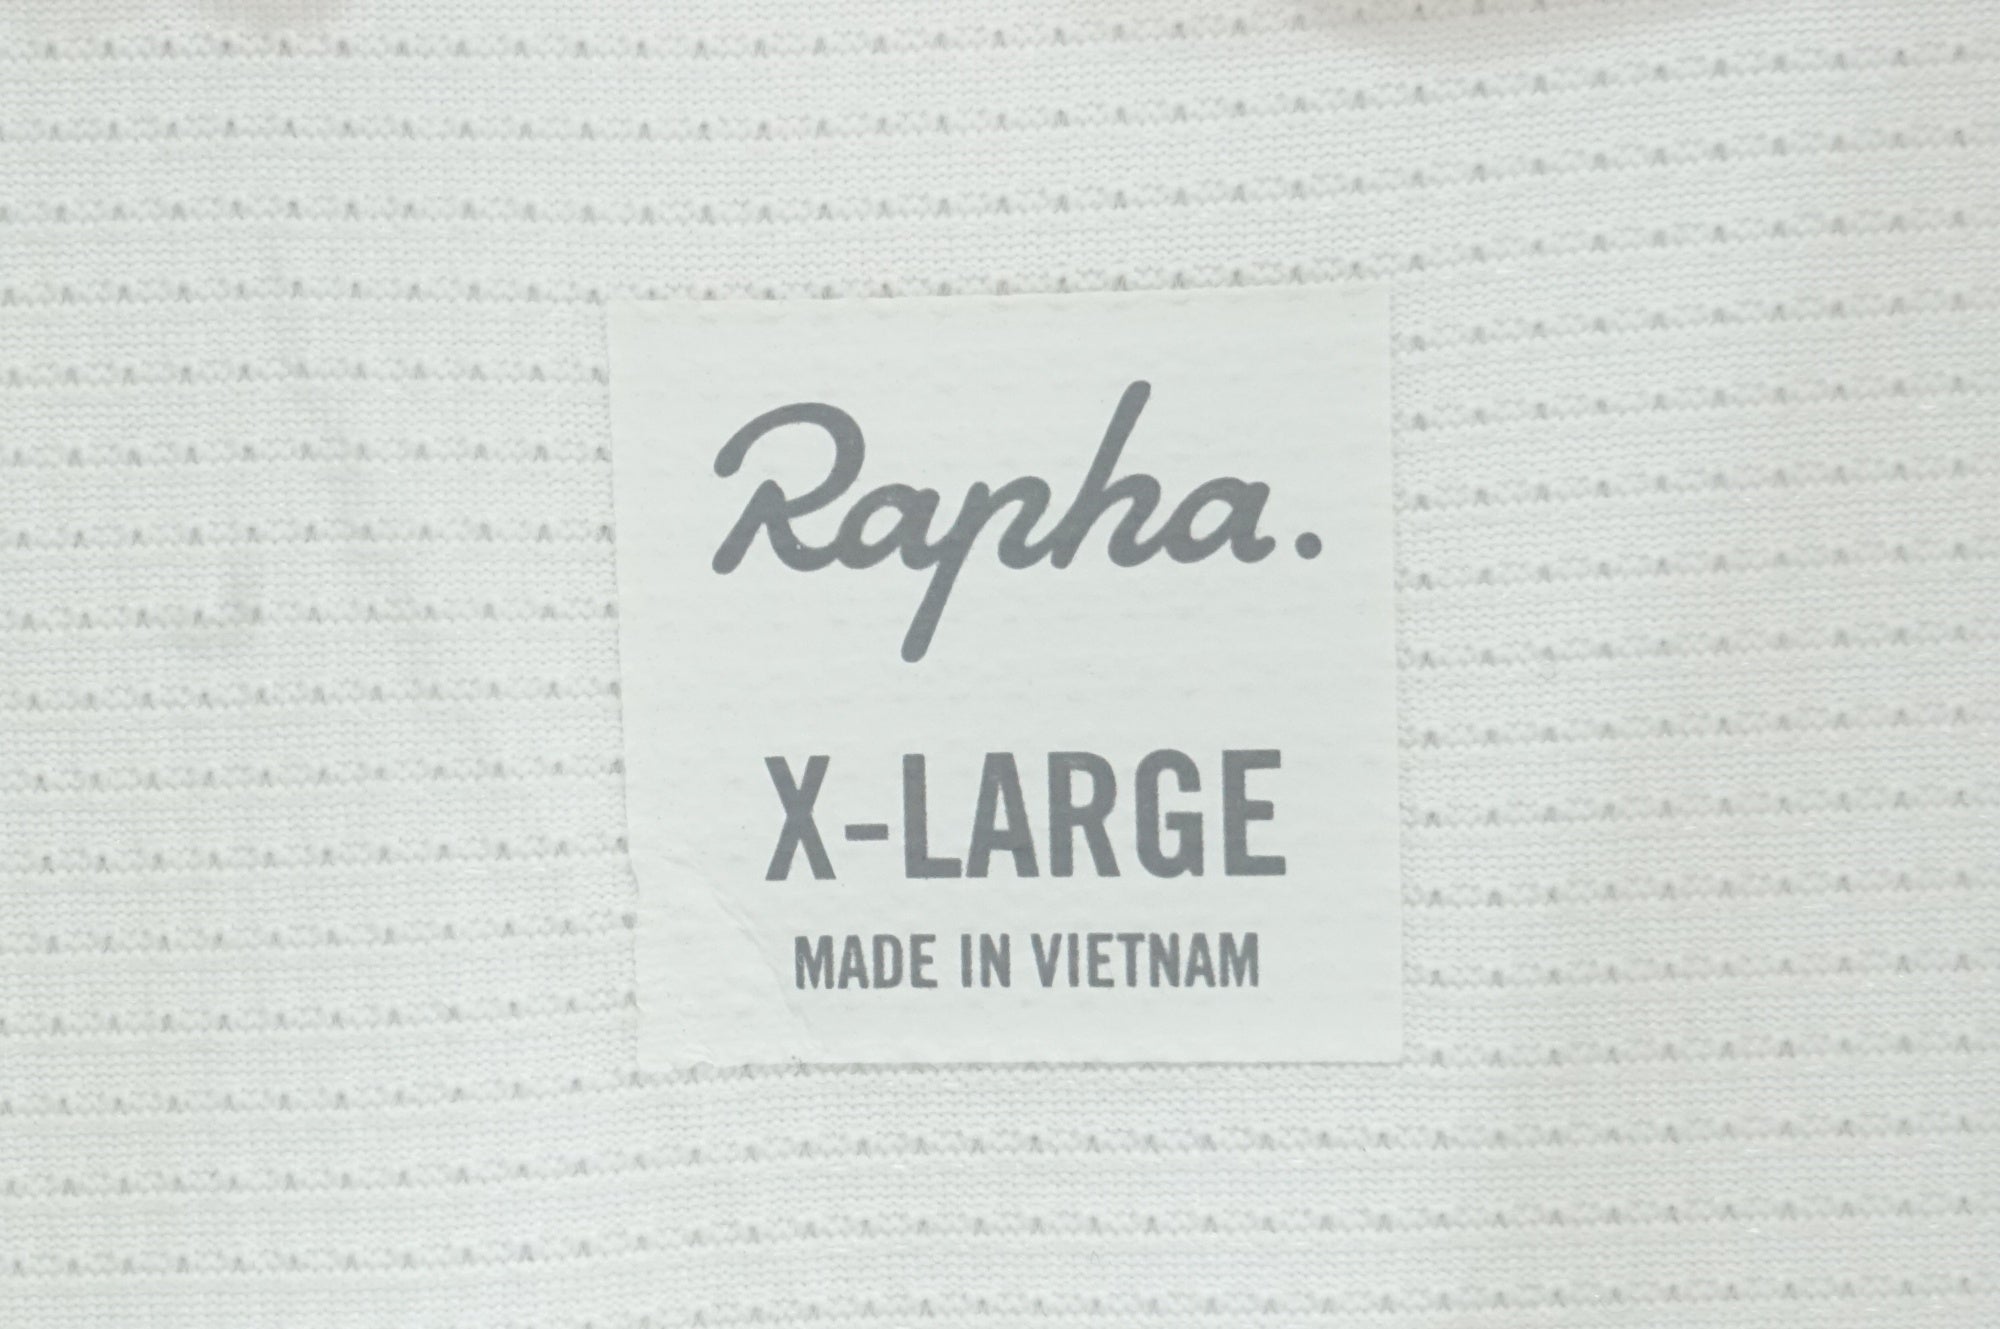 Rapha.
X-LARGE
MADE IN VIETNAM